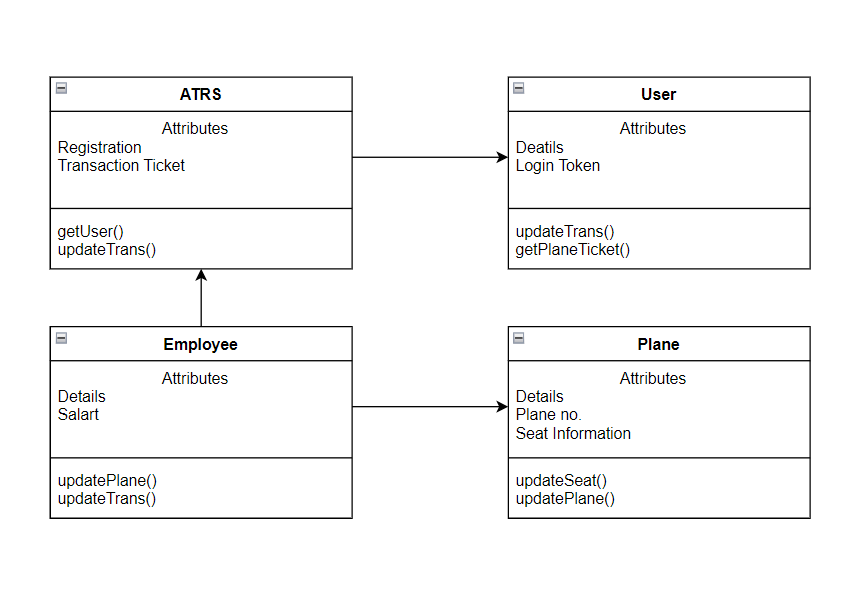 ATRS
Attributes
Registration
Transaction Ticket
getUser()
updateTrans()
User
Attributes
Deatils
Login Token
updateTrans()
getPlaneTicket()
Employee
Attributes
Details
Salart
updatePlane()
updateTrans()
Plane
Attributes
Details
Plane no.
Seat Information
updateSeat()
updatePlane()